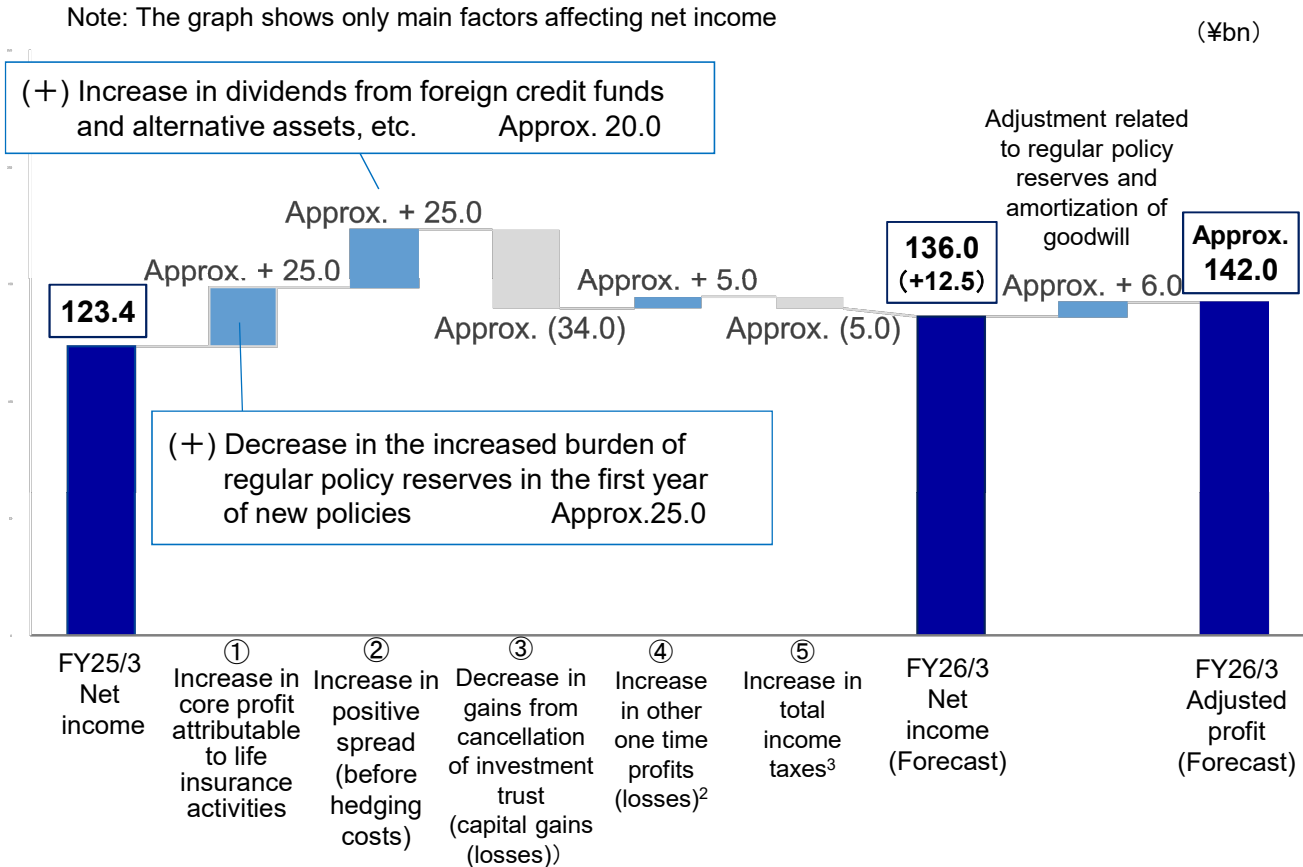 Note: The graph shows only main factors affecting net income
（¥bn）
(＋) Increase in dividends from foreign credit funds
and alternative assets, etc. Approx. 20.0
Adjustment related
to regular policy
reserves and
amortization of
goodwill
Approx. + 25.0
136.0
(+12.5)
Approx.
142.0
Approx. + 25.0
Approx. + 5.0
Approx. + 6.0
123.4
Approx. (34.0)
Approx. (5.0)
(＋) Decrease in the increased burden of
regular policy reserves in the first year
of new policies Approx.25.0
FY25/3
Net
income
①
Increase in
core profit
attributable
to life
insurance
activities
②
Increase in
positive
spread
(before
hedging
costs)
③
Decrease in
gains from
cancellation
of investment
trust
(capital gains
(losses)）
④
Increase
in other
one time
profits
(losses)2
⑤
Increase in
total
income
taxes3
FY26/3
Net
income
(Forecast)
FY26/3
Adjusted
profit
(Forecast)